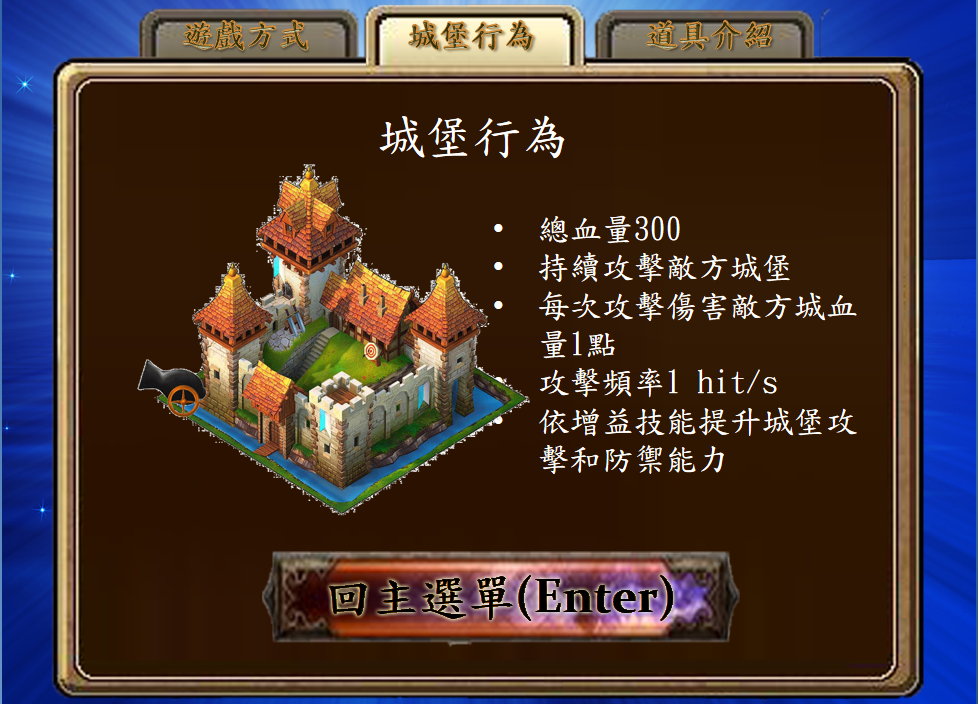 遊戲方式
城堡行為
道具介紹
城堡行為
• 總血量300
• 持續攻擊敵方城堡
• 每次攻擊傷害敵方城血
量1點
攻擊頻率1 hit/s
• 依增益技能提升城堡攻
擊和防禦能力
回主選單(Enter)